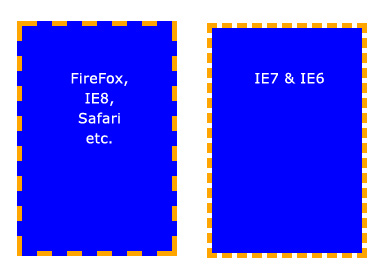 FireFox,
IE8,
Safari
etc.
IE7 & IE6